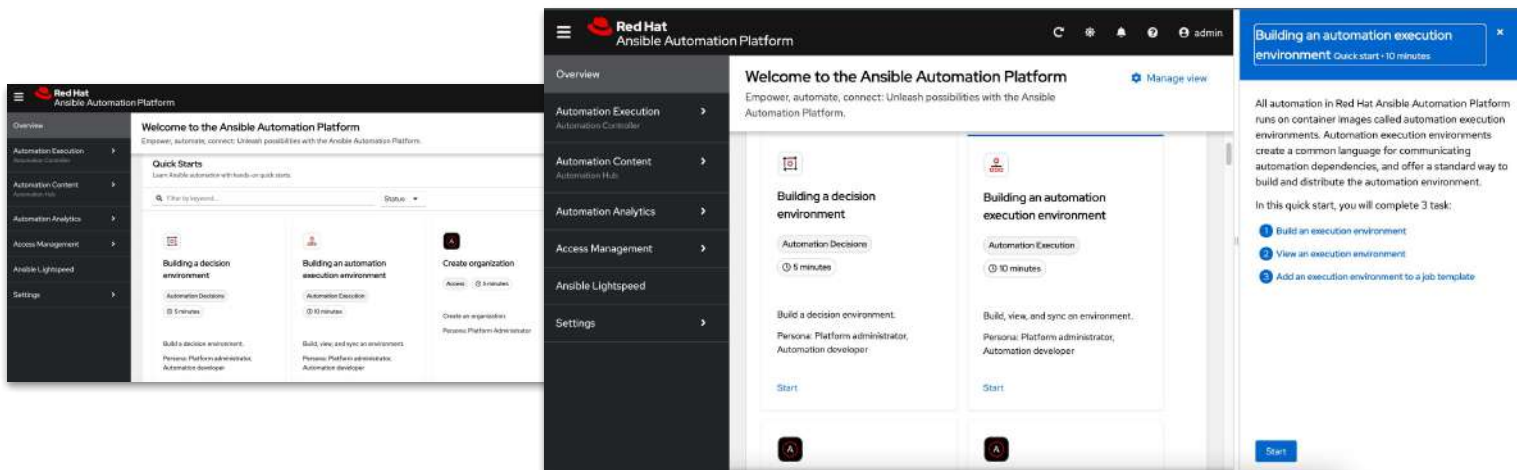 Red Hat
Ansible Automation Platform
Overview
Automation Execution
Automation Controller
Automation Content
Automation Hub
Automation Analytics
Access Management
Ansible Lightspeed
Settings
Welcome to the Ansible Automation Platform
Empower, automate, connect: Unleash possibilities with the Ansible Automation Platform.
Quick Starts
Learn Ansible automation with hands-on quick starts.
Filter by keyword...
Status
Building a decision
environment
Automation Decisions
5 minutes
Build a decision environment.
Persona: Platform administrator,
Automation developer
Building an automation
execution environment
Automation Execution
10 minutes
Build, view, and sync an environment.
Persona: Platform administrator,
Automation developer
Create organization
Access
5 minutes
Create an organization.
Persona: Platform Administrator
Red Hat
Ansible Automation Platform
admin
Overview
Automation Execution
Automation Controller
Automation Content
Automation Hub
Automation Analytics
Access Management
Ansible Lightspeed
Settings
Welcome to the Ansible Automation Platform
Manage view
Empower, automate, connect: Unleash possibilities with the Ansible
Automation Platform.
Building a decision
environment
Automation Decisions
5 minutes
Build a decision environment.
Persona: Platform administrator,
Automation developer
Start
Building an automation
execution environment
Automation Execution
10 minutes
Build, view, and sync an environment.
Persona: Platform administrator,
Automation developer
Start
Building an automation execution
environment Quick start • 10 minutes
All automation in Red Hat Ansible Automation Platform
runs on container images called automation execution
environments. Automation execution environments
create a common language for communicating
automation dependencies, and offer a standard way to
build and distribute the automation environment.
In this quick start, you will complete 3 task:
1 Build an execution environment
2 View an execution environment
3 Add an execution environment to a job template
Start